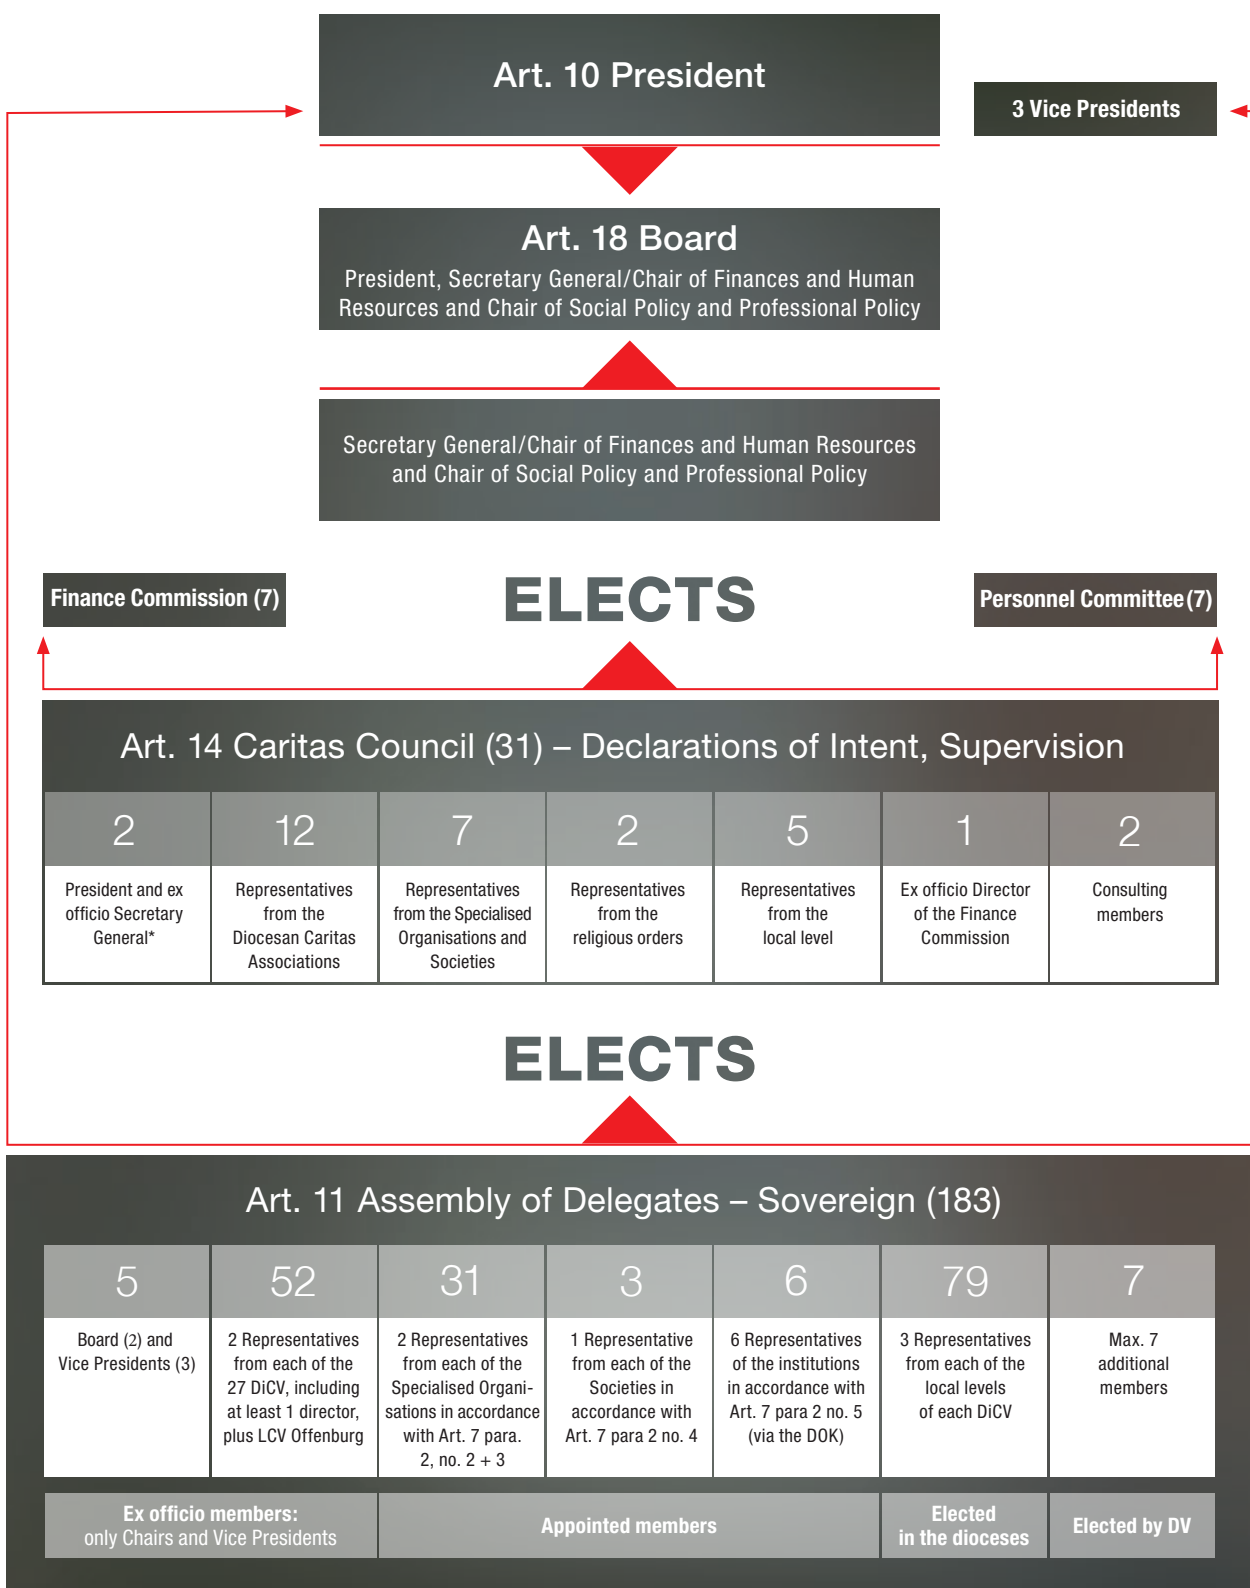 Art. 10 President
3 Vice Presidents
Art. 18 Board
President, Secretary General/Chair of Finances and Human
Resources and Chair of Social Policy and Professional Policy
Secretary General/Chair of Finances and Human Resources
and Chair of Social Policy and Professional Policy
Finance Commission (7)
ELECTS
Personnel Committee (7)
Art. 14 Caritas Council (31) – Declarations of Intent, Supervision
2
President and ex
officio Secretary
General*
12
Representatives
from the
Diocesan Caritas
Associations
7
Representatives
from the Specialised
Organisations and
Societies
2
Representatives
from the
religious orders
5
Representatives
from the
local level
1
Ex officio Director
of the Finance
Commission
2
Consulting
members
ELECTS
Art. 11 Assembly of Delegates – Sovereign (183)
5
Board (2) and
Vice Presidents (3)
52
2 Representatives
from each of the
27 DiCV, including
at least 1 director,
plus LCV Offenburg
31
2 Representatives
from each of the
Specialised Organi-
sations in accordance
with Art. 7 para.
2, no. 2 + 3
3
1 Representative
from each of the
Societies in
accordance with
Art. 7 para 2 no. 4
6
6 Representatives
of the institutions
in accordance with
Art. 7 para 2 no. 5
(via the DOK)
79
3 Representatives
from each of the
local levels
of each DiCV
7
Max. 7
additional
members
Ex officio members:
only Chairs and Vice Presidents
Appointed members
Elected
in the dioceses
Elected by DV